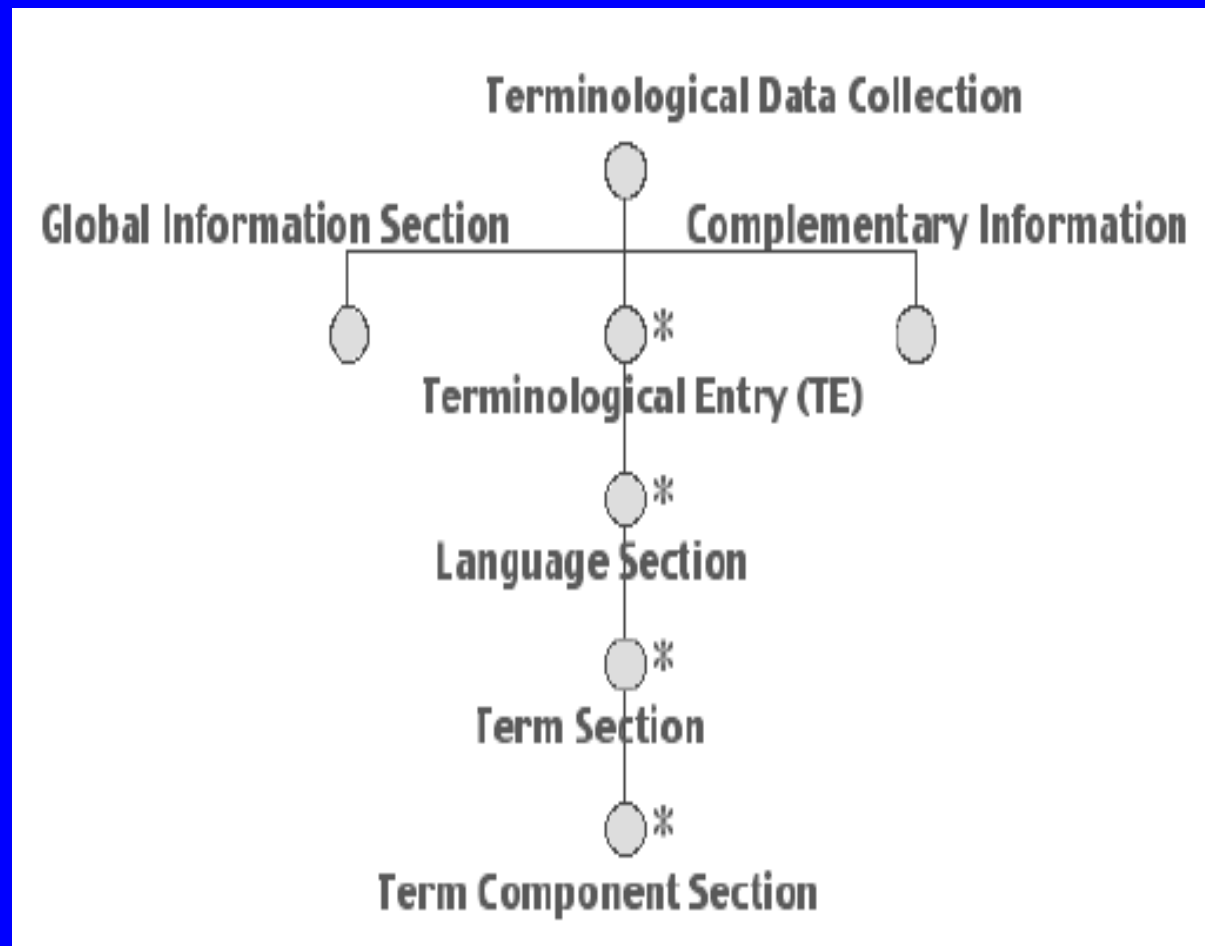 Terminological Data Collection
Global Information Section
Complementary Information
*
Terminological Entry (TE)
*
Language Section
*
Term Section
*
Term Component Section